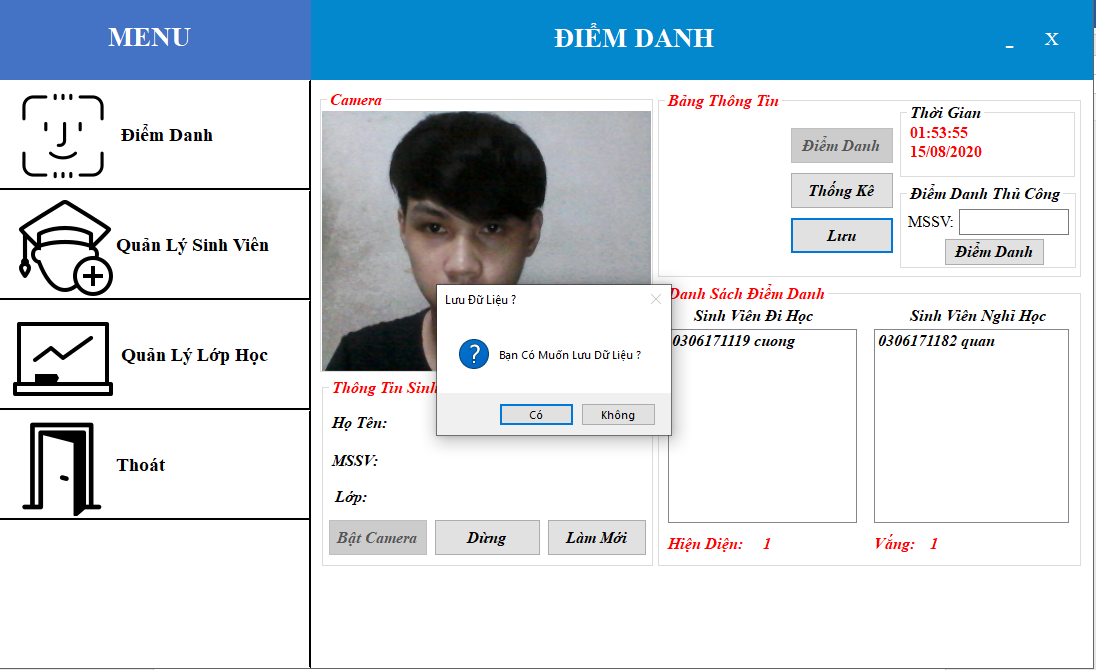 MENU
ĐIỂM DANH
_
X
Điểm Danh
Quản Lý Sinh Viên
Quản Lý Lớp Học
Thoát
Camera
Bảng Thông Tin
Điểm Danh
Thống Kê
Lưu
Thời Gian
01:53:55
15/08/2020
Điểm Danh Thủ Công
MSSV:
Điểm Danh
Lưu Dữ Liệu ?
Bạn Có Muốn Lưu Dữ Liệu ?
Có
Không
Thông Tin Sinh
Họ Tên:
MSSV:
Lớp:
Bật Camera
Dừng
Làm Mới
Danh Sách Điểm Danh
Sinh Viên Đi Học
0306171119 cuong
Hiện Diện: 1
Sinh Viên Nghĩ Học
0306171182 quan
Vắng: 1